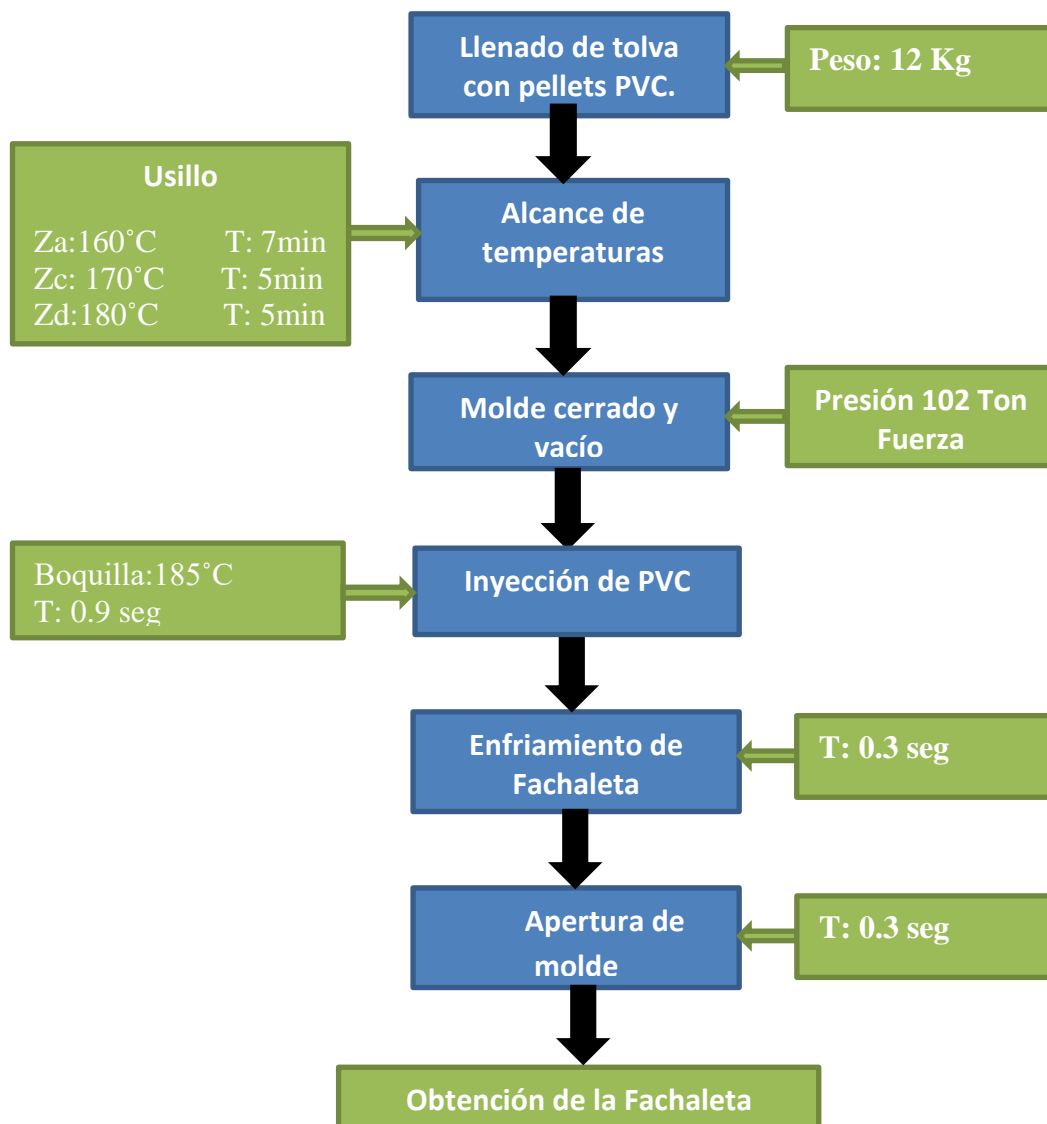 Llenado de tolva
con pellets PVC.
Peso: 12 Kg
Usillo
Za:160˚C T: 7min
Zc: 170˚C T: 5min
Zd:180˚C T: 5min
Alcance de
temperaturas
Molde cerrado y
vacío
Presión 102 Ton
Fuerza
Boquilla:185˚C
T: 0.9 seg
Inyección de PVC
Enfriamiento de
Fachaleta
T: 0.3 seg
Apertura de
molde
T: 0.3 seg
Obtención de la Fachaleta